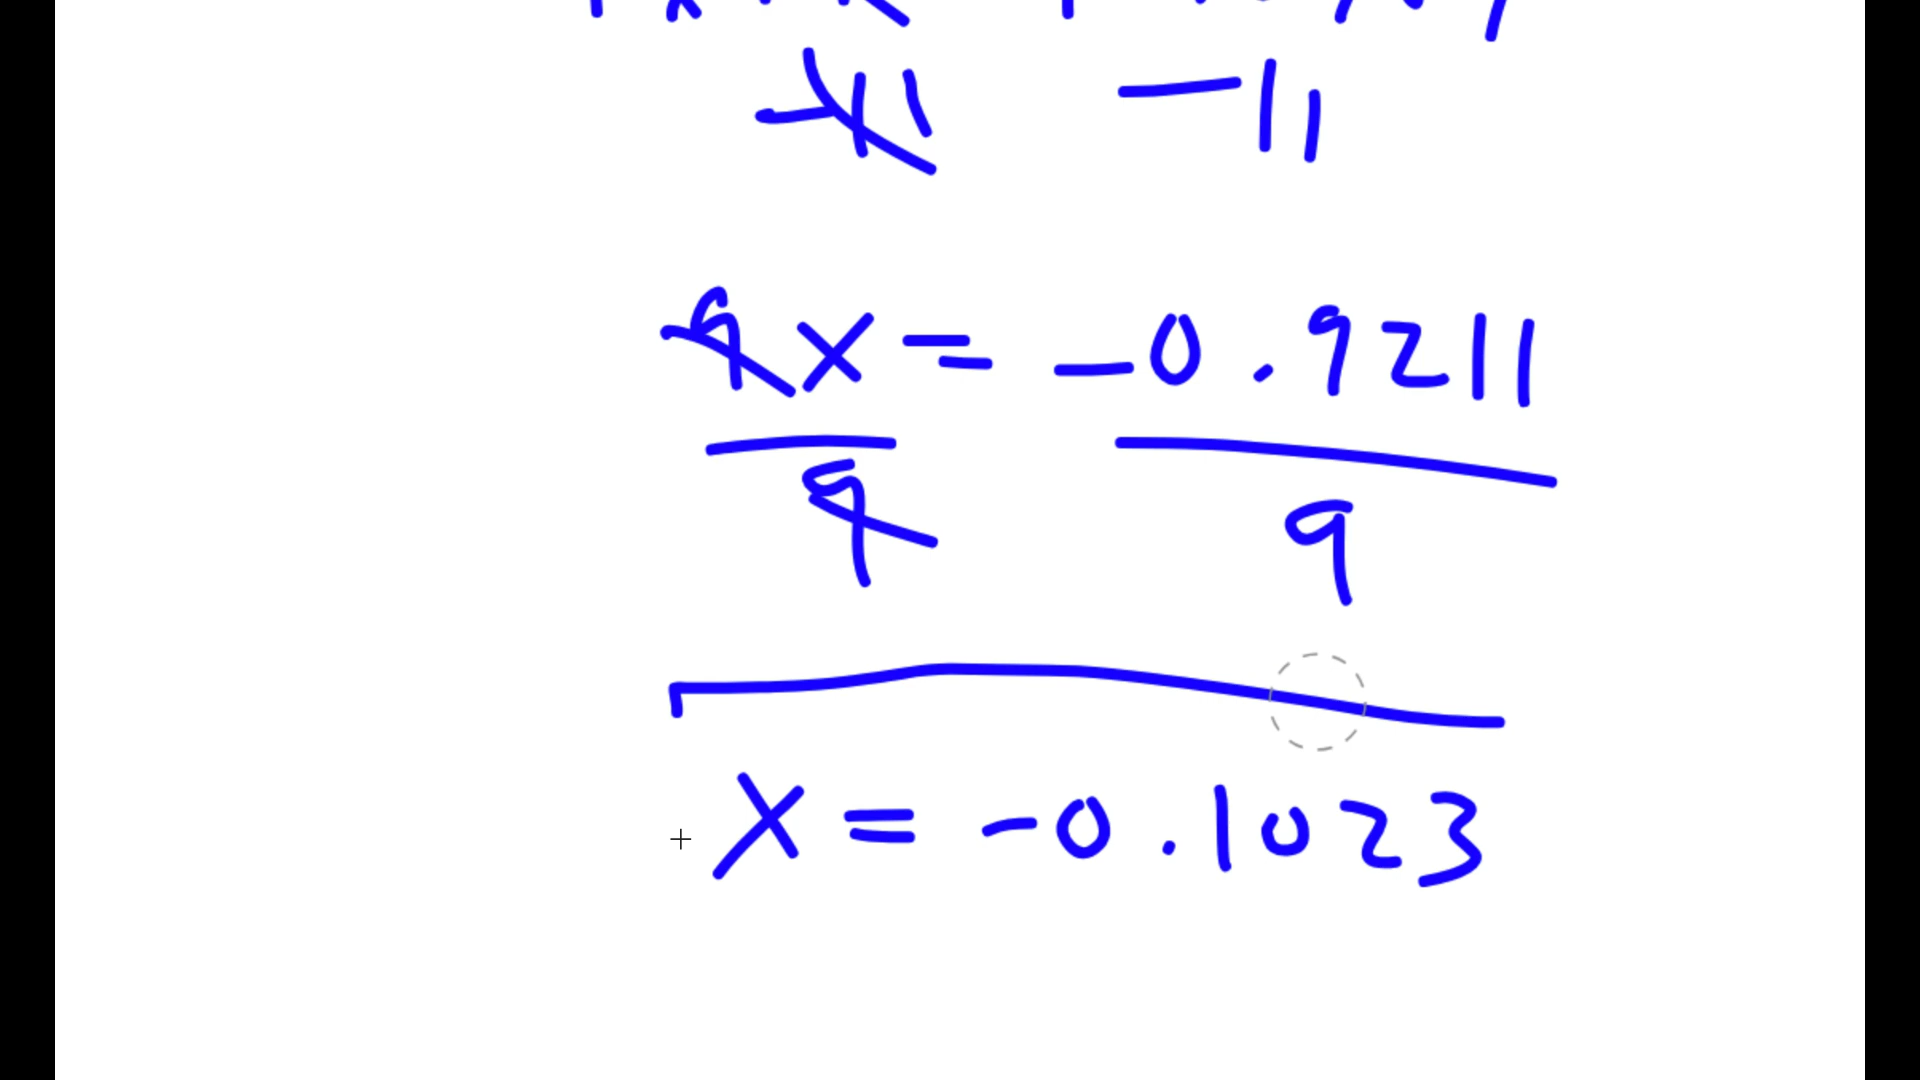 -11 -11
9x = -0.9211
9 9
x = -0.1023